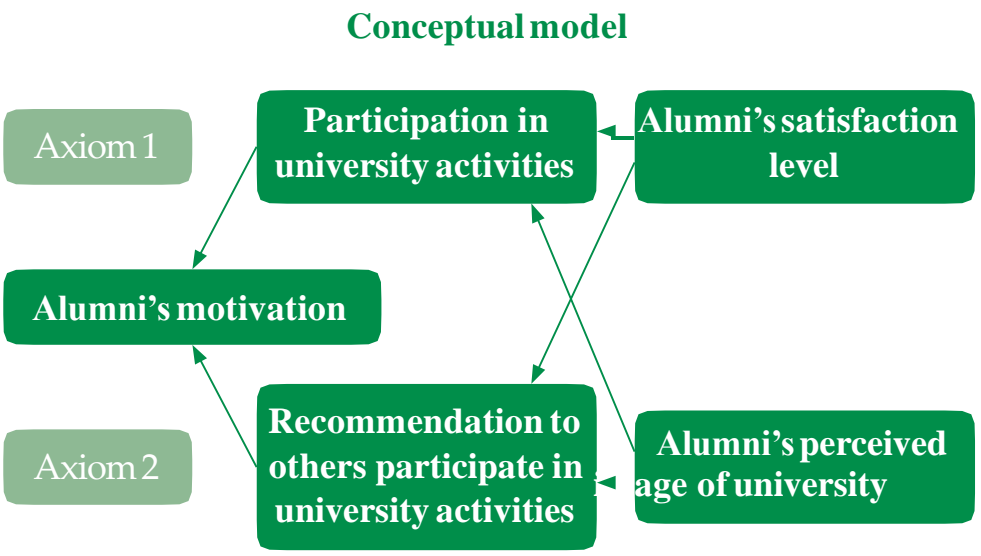 Conceptual model
Axiom 1
Participation in
university activities
Alumni's satisfaction
level
Alumni's motivation
Axiom 2
Recommendation to
others participate in
university activities
Alumni's perceived
image of university